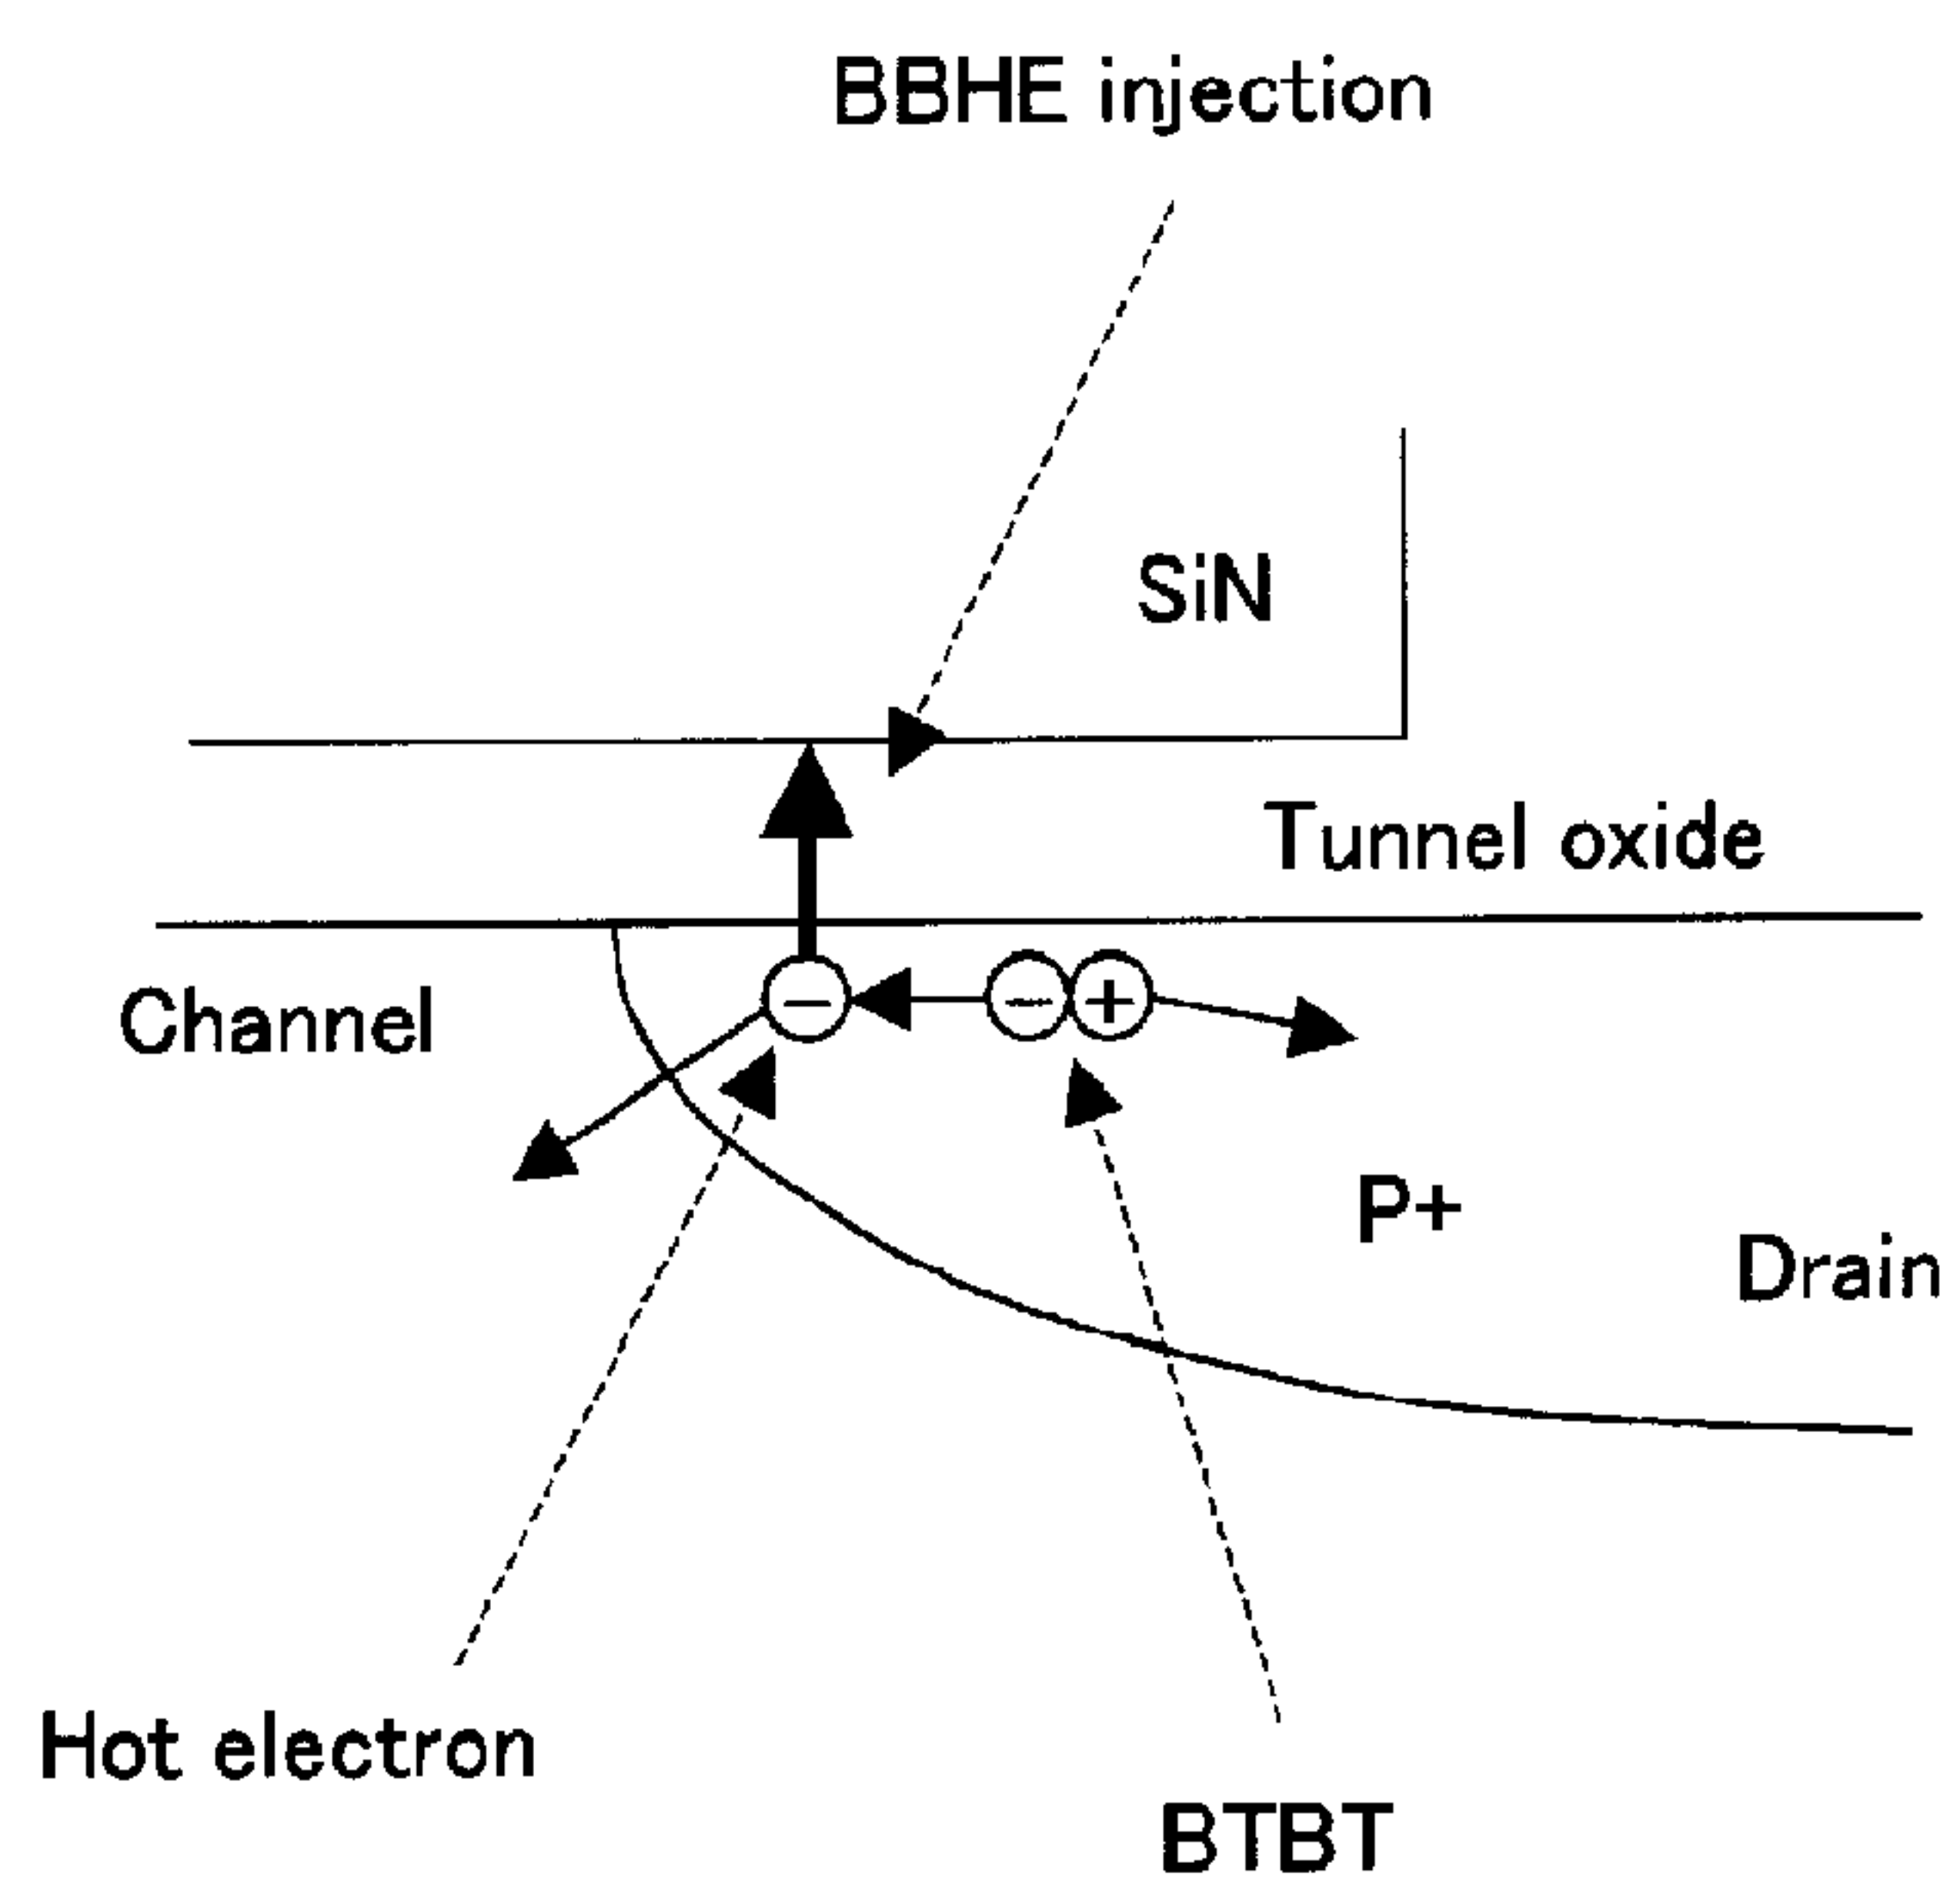 BBHE injection
SiN
Tunnel oxide
Channel
− − +
P+
Drain
Hot electron
BTBT